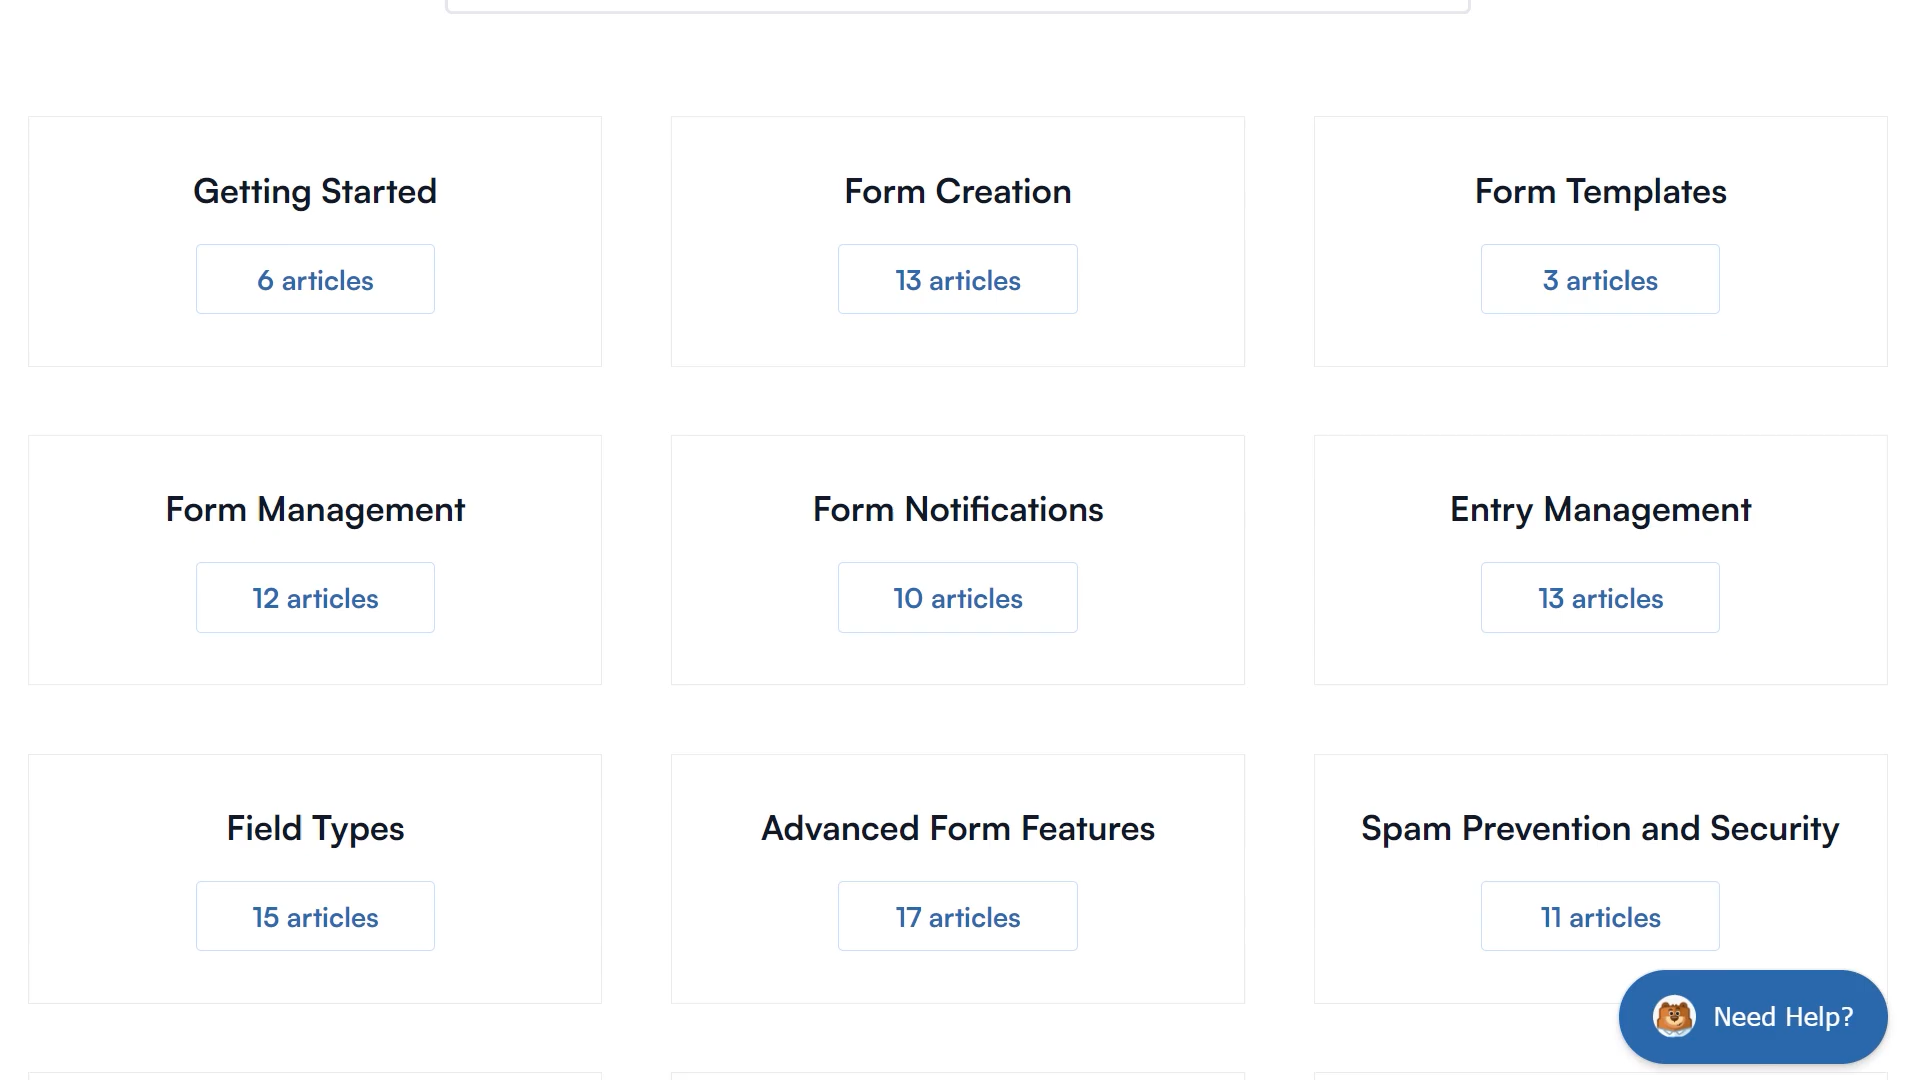 Getting Started
6 articles
Form Creation
13 articles
Form Templates
3 articles
Form Management
12 articles
Form Notifications
10 articles
Entry Management
13 articles
Field Types
15 articles
Advanced Form Features
17 articles
Spam Prevention and Security
11 articles
Need Help?